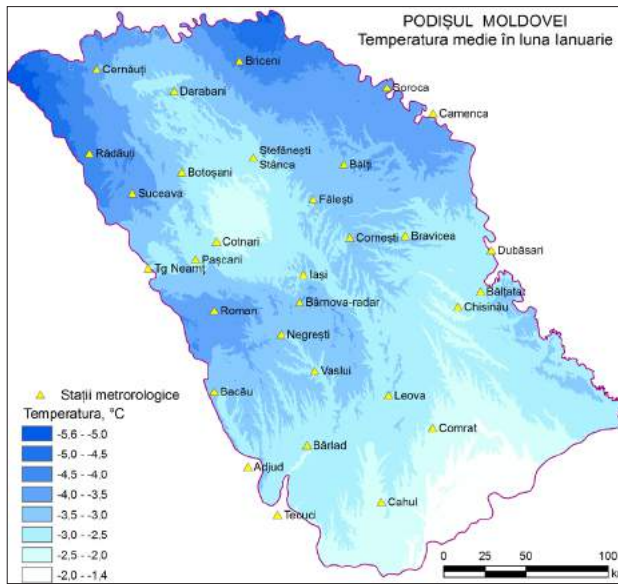 PODIȘUL MOLDOVEI
Temperatura medie în luna Ianuarie
Briceni
Cernăuți
Darabani
Soroca
Camenca
Ștefănești
Stânca
Rădăuți
Botoșani
Bălți
Suceava
Fălești
Cotnari
Cornești
Bravicea
Dubăsari
Pașcani
Tg Neamț
Iași
Bălțata
Bârnova-radar
Chisinău
Roman
Negrești
Vaslui
Stații metrorologice
Bacău
Leova
Temperatura, °C
-5,6 - -5,0
-5,0 - -4,5
-4,5 - -4,0
-4,0 - -3,5
-3,5 - -3,0
-3,0 - -2,5
-2,5 - -2,0
-2,0 - -1,4
Comrat
Bârlad
Adjud
Cahul
Tecuci
0 25 50 100
km